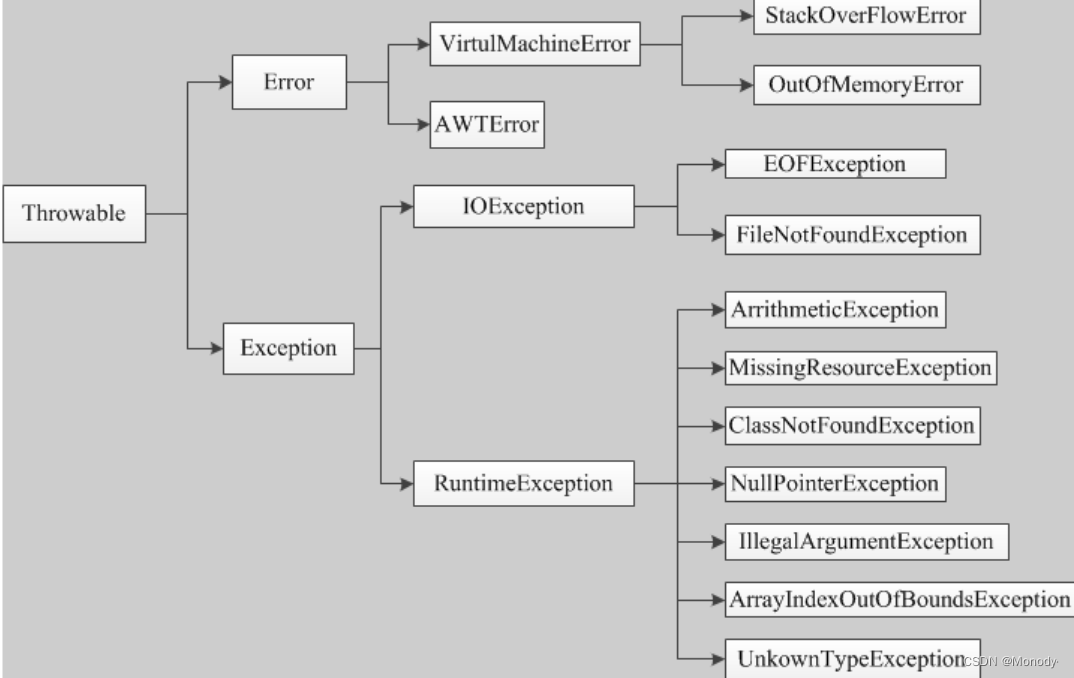 StackOverFlowError
VirtulMachineError
Error
OutOfMemoryError
AWTError
EOFException
Throwable
IOException
FileNotFoundException
ArrithmeticException
Exception
MissingResourceException
ClassNotFoundException
RuntimeException
NullPointerException
IllegalArgumentException
ArrayIndexOutOfBoundsException
UnkownTypeException
CSDN @Monody